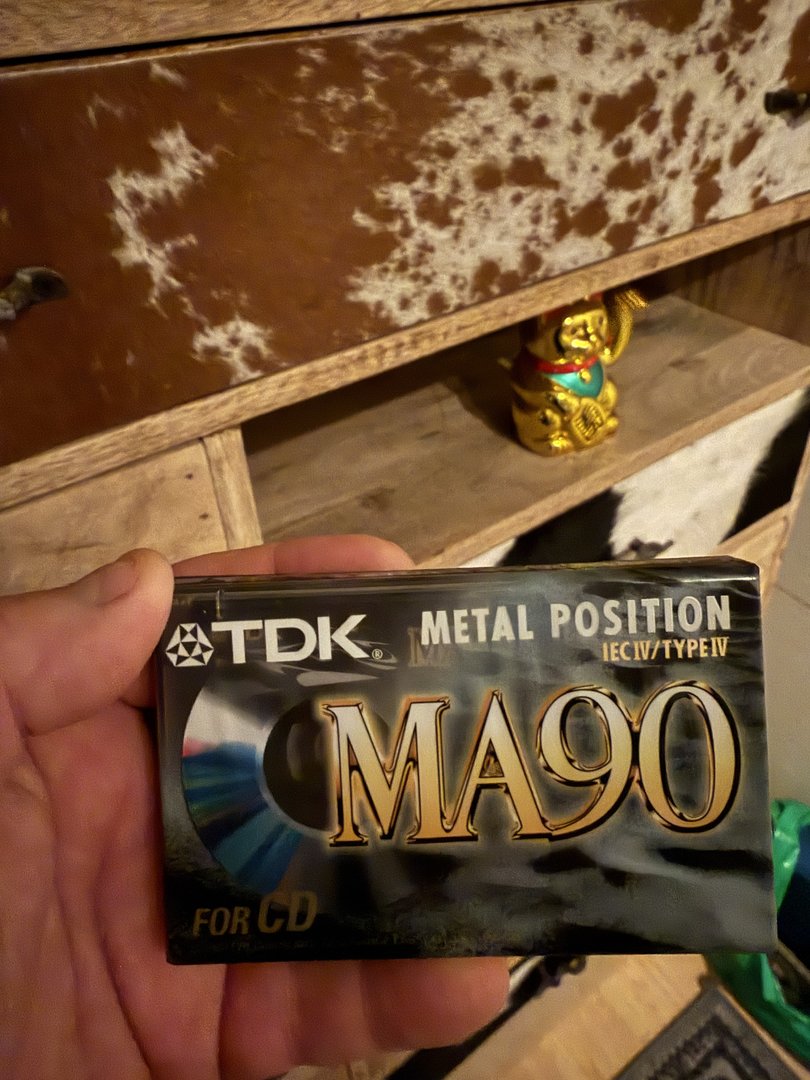 TDK®
METAL POSITION
IEC IV/TYPE IV
MA90
FOR CD